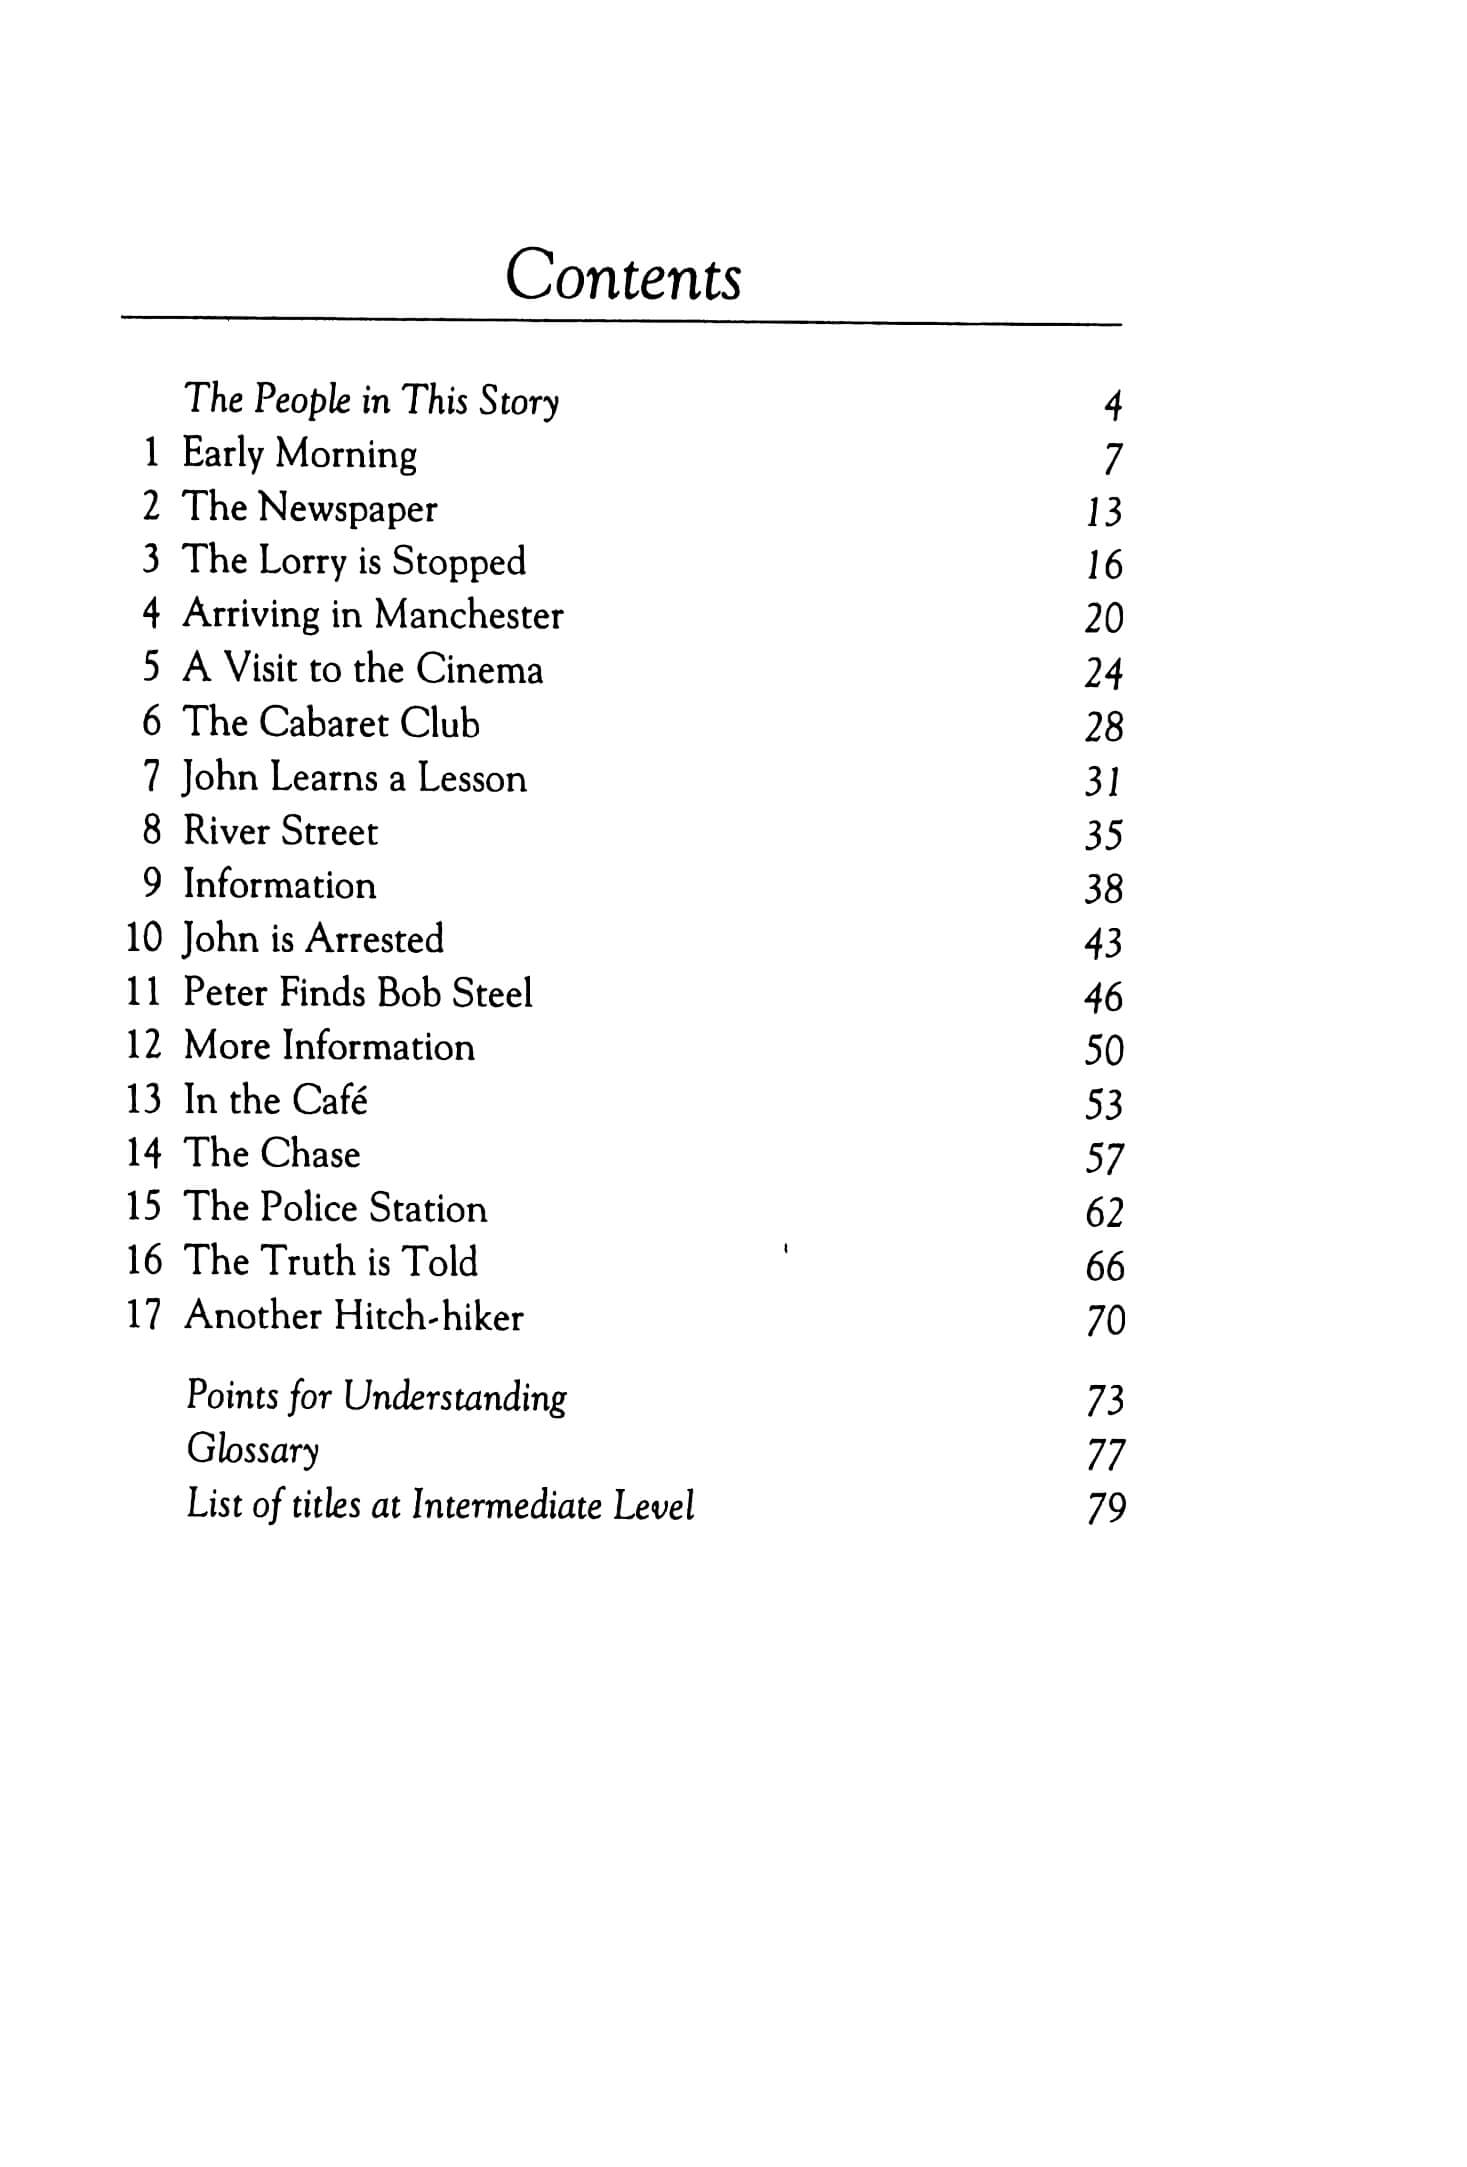 Contents
The People in This Story 4
1 Early Morning 7
2 The Newspaper 13
3 The Lorry is Stopped 16
4 Arriving in Manchester 20
5 A Visit to the Cinema 24
6 The Cabaret Club 28
7 John Learns a Lesson 31
8 River Street 35
9 Information 38
10 John is Arrested 43
11 Peter Finds Bob Steel 46
12 More Information 50
13 In the Café 53
14 The Chase 57
15 The Police Station 62
16 The Truth is Told 66
17 Another Hitch-hiker 70
Points for Understanding 73
Glossary 77
List of titles at Intermediate Level 79